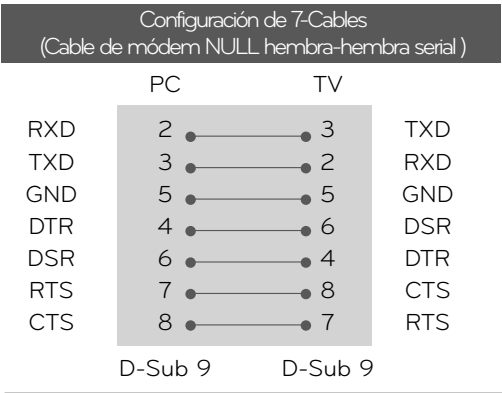 Configuración de 7-Cables
(Cable de módem NULL hembra-hembra serial )
PC TV
RXD 2 3 TXD
TXD 3 2 RXD
GND 5 5 GND
DTR 4 6 DSR
DSR 6 4 DTR
RTS 7 8 CTS
CTS 8 7 RTS
D-Sub 9 D-Sub 9